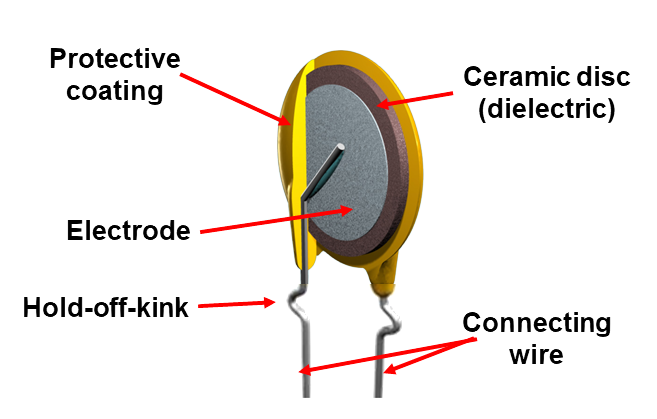 Protective
coating
Ceramic disc
(dielectric)
Electrode
Hold-off-kink
Connecting
wire